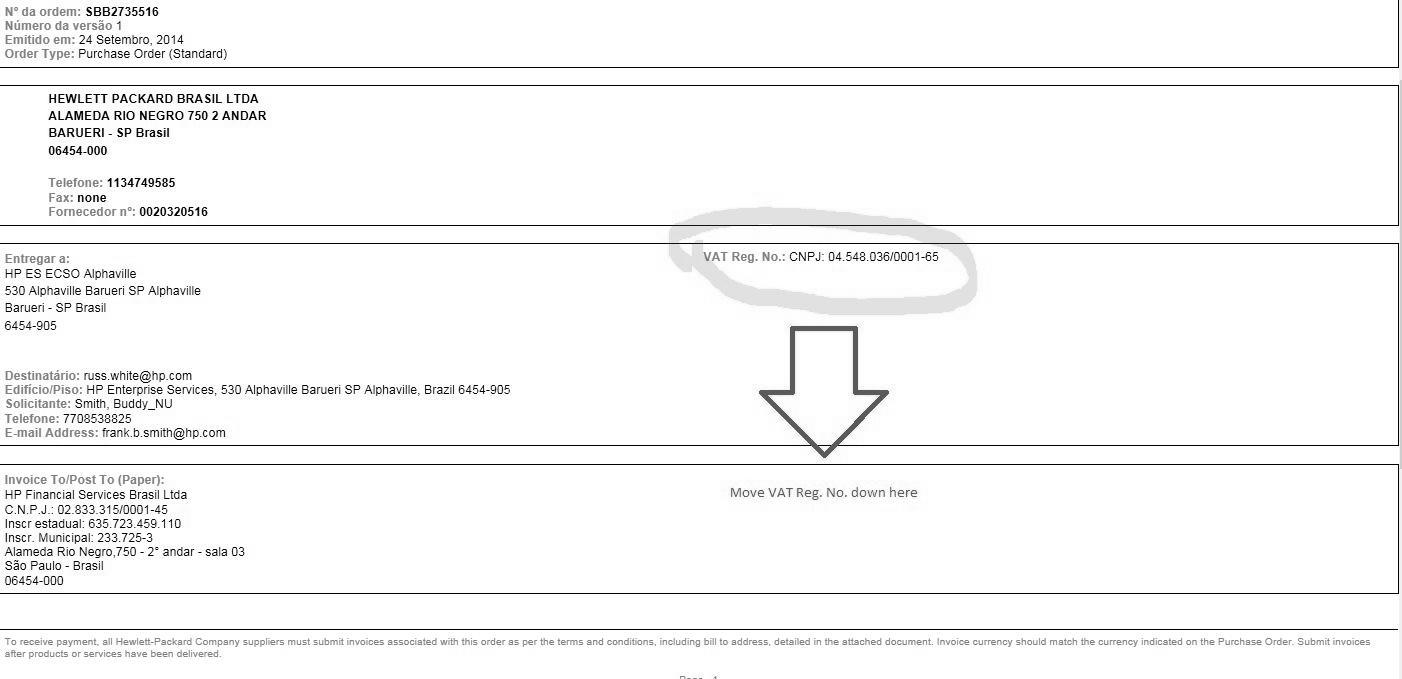 Nº da ordem: SBB2735516
Número da versão 1
Emitido em: 24 Setembro, 2014
Order Type: Purchase Order (Standard)
HEWLETT PACKARD BRASIL LTDA
ALAMEDA RIO NEGRO 750 2 ANDAR
BARUERI - SP Brasil
06454-000
Telefone: 1134749585
Fax: none
Fornecedor nº: 0020320516
Entregar a:
HP ES ECSO Alphaville
530 Alphaville Barueri SP Alphaville
Barueri - SP Brasil
6454-905
VAT Reg. No.: CNPJ: 04.548.036/0001-65
Destinatário: russ.white@hp.com
Edifício/Piso: HP Enterprise Services, 530 Alphaville Barueri SP Alphaville, Brazil 6454-905
Solicitante: Smith, Buddy_NU
Telefone: 7708538825
E-mail Address: frank.b.smith@hp.com
Invoice To/Post To (Paper):
HP Financial Services Brasil Ltda
C.N.P.J.: 02.833.315/0001-45
Inscr estadual: 635.723.459.110
Inscr. Municipal: 233.725-3
Alameda Rio Negro,750 - 2° andar - sala 03
São Paulo - Brasil
06454-000
Move VAT Reg. No. down here
To receive payment, all Hewlett-Packard Company suppliers must submit invoices associated with this order as per the terms and conditions, including bill to address, detailed in the attached document. Invoice currency should match the currency indicated on the Purchase Order. Submit invoices
after products or services have been delivered.